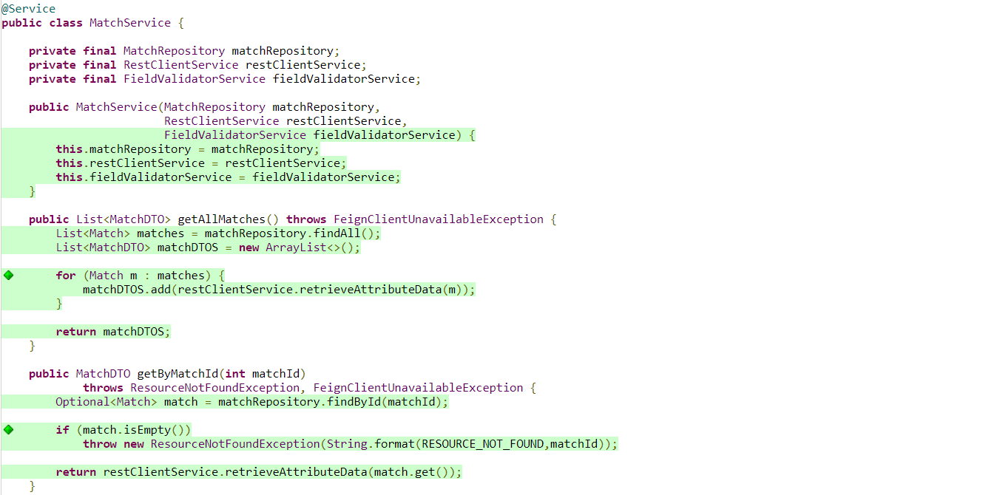 @Service
public class MatchService {
private final MatchRepository matchRepository;
private final RestClientService restClientService;
private final FieldValidatorService fieldValidatorService;
public MatchService(MatchRepository matchRepository,
RestClientService restClientService,
FieldValidatorService fieldValidatorService) {
this.matchRepository = matchRepository;
this.restClientService = restClientService;
this.fieldValidatorService = fieldValidatorService;
}
public List<MatchDTO> getAllMatches() throws FeignClientUnavailableException {
List<Match> matches = matchRepository.findAll();
List<MatchDTO> matchDTOS = new ArrayList<>();
for (Match m : matches) {
matchDTOS.add(restClientService.retrieveAttributeData(m));
}
return matchDTOS;
}
public MatchDTO getByMatchId(int matchId)
throws ResourceNotFoundException, FeignClientUnavailableException {
Optional<Match> match = matchRepository.findById(matchId);
if (match.isEmpty())
throw new ResourceNotFoundException(String.format(RESOURCE_NOT_FOUND,matchId));
return restClientService.retrieveAttributeData(match.get());
}